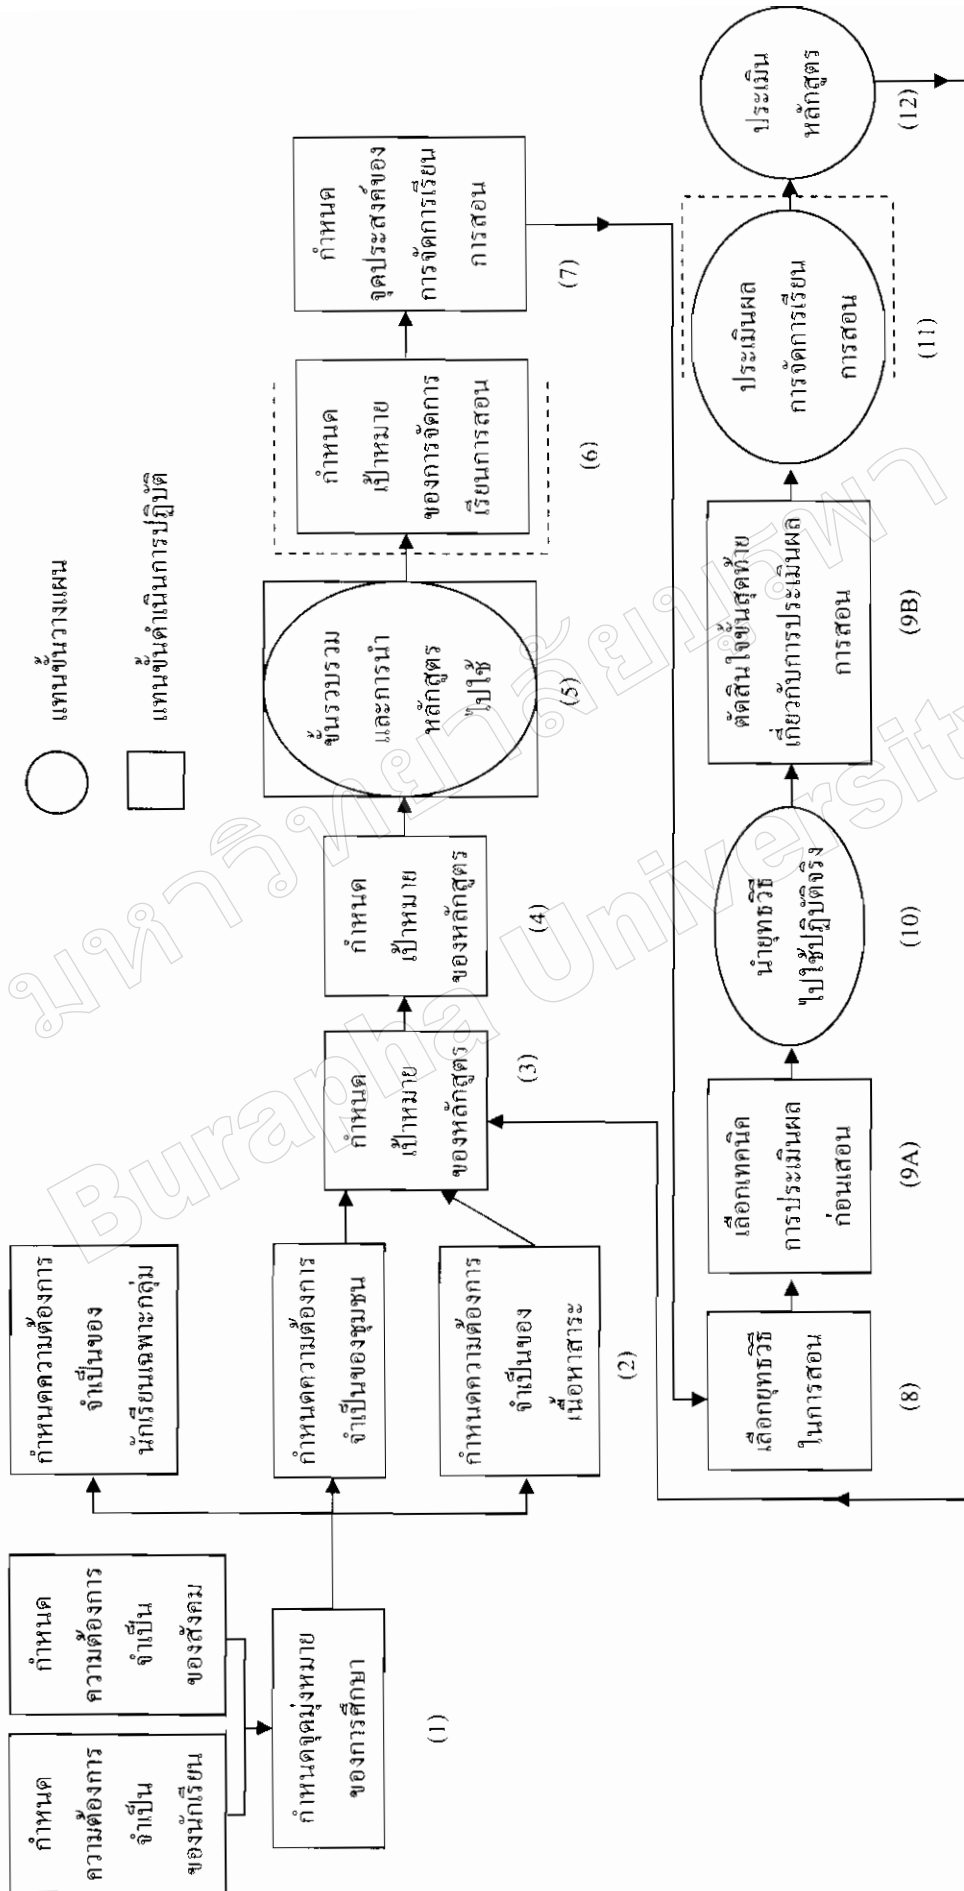 แทนขั้นวางแผน
แทนขั้นดำเนินการปฏิบัติ
กำหนด
ความต้องการ
จำเป็น
ของนักเรียน
กำหนด
ความต้องการ
จำเป็น
ของสังคม
กำหนดจุดมุ่งหมาย
ของการศึกษา
(1)
กำหนดความต้องการ
จำเป็นของ
นักเรียนเฉพาะกลุ่ม
กำหนดความต้องการ
จำเป็นของชุมชน
กำหนดความต้องการ
จำเป็นของ
เนื้อหาสาระ
(2)
กำหนด
เป้าหมาย
ของหลักสูตร
(3)
กำหนด
เป้าหมาย
ของหลักสูตร
(4)
ขั้นรวบรวม
และการนำ
หลักสูตร
ไปใช้
(5)
กำหนด
เป้าหมาย
ของการจัดการ
เรียนการสอน
(6)
กำหนด
จุดประสงค์ของ
การจัดการเรียน
การสอน
(7)
เลือกยุทธวิธี
ในการสอน
(8)
เลือกเทคนิค
การประเมินผล
ก่อนเสอน
(9A)
นำยุทธวิธี
ไปใช้ปฏิบัติจริง
(10)
ตัดสินใจขั้นสุดท้าย
เกี่ยวกับการประเมินผล
การสอน
(9B)
ประเมินผล
การจัดการเรียน
การสอน
(11)
ประเมิน
หลักสูตร
(12)
มหาวิทยาลัยบูรพา
Burapha University